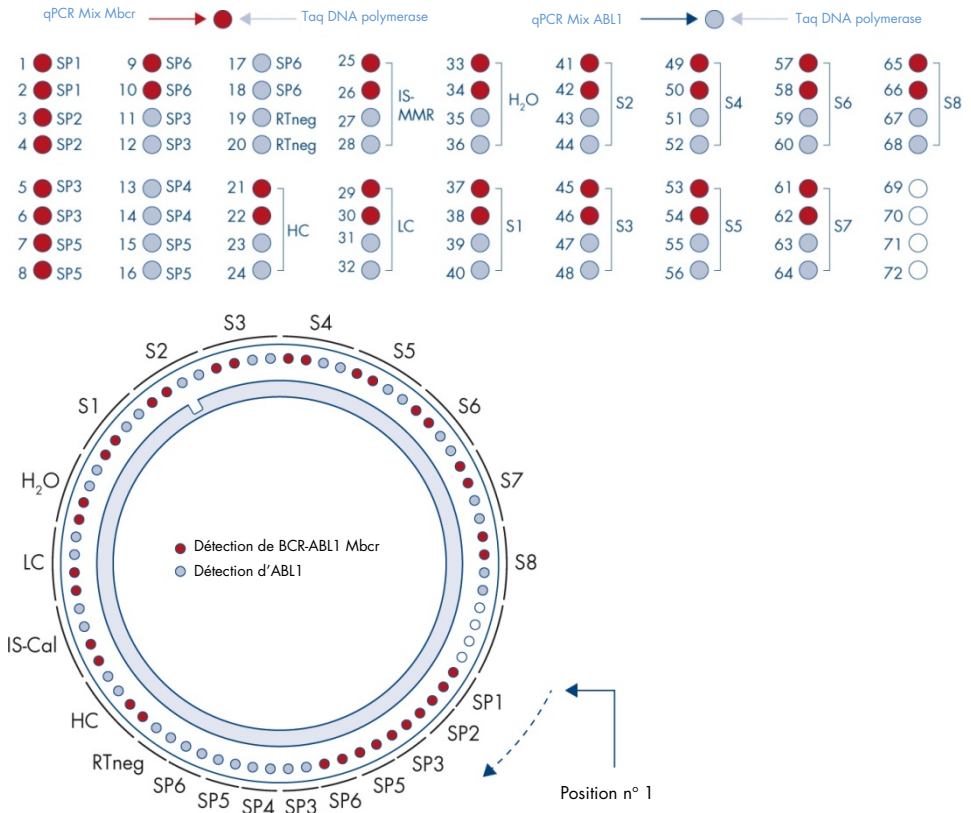 qPCR Mix Mbcr Taq DNA polymerase qPCR Mix ABL1 Taq DNA polymerase
1 SP1 9 SP6 17 SP6 25 33 41 49 57 65
2 SP1 10 SP6 18 SP6 26 34 42 50 58 66
IS-MMR H2O S2 S4 S6 S8
3 SP2 11 SP3 19 RTneg 27 35 43 51 59 67
4 SP2 12 SP3 20 RTneg 28 36 44 52 60 68
5 SP3 13 SP4 21 29 37 45 53 61 69
6 SP3 14 SP4 22 30 38 46 54 62 70
HC LC S1 S3 S5 S7
7 SP5 15 SP5 23 31 39 47 55 63 71
8 SP5 16 SP5 24 32 40 48 56 64 72
S3 S4
S2 S5
S1 S6
H2O S7
LC S8
IS-Cal
HC
RTneg
SP6
SP5
SP4
SP3
SP6
SP5
SP3
SP2
SP1
Détection de BCR-ABL1 Mbcr
Détection d'ABL1
Position n° 1